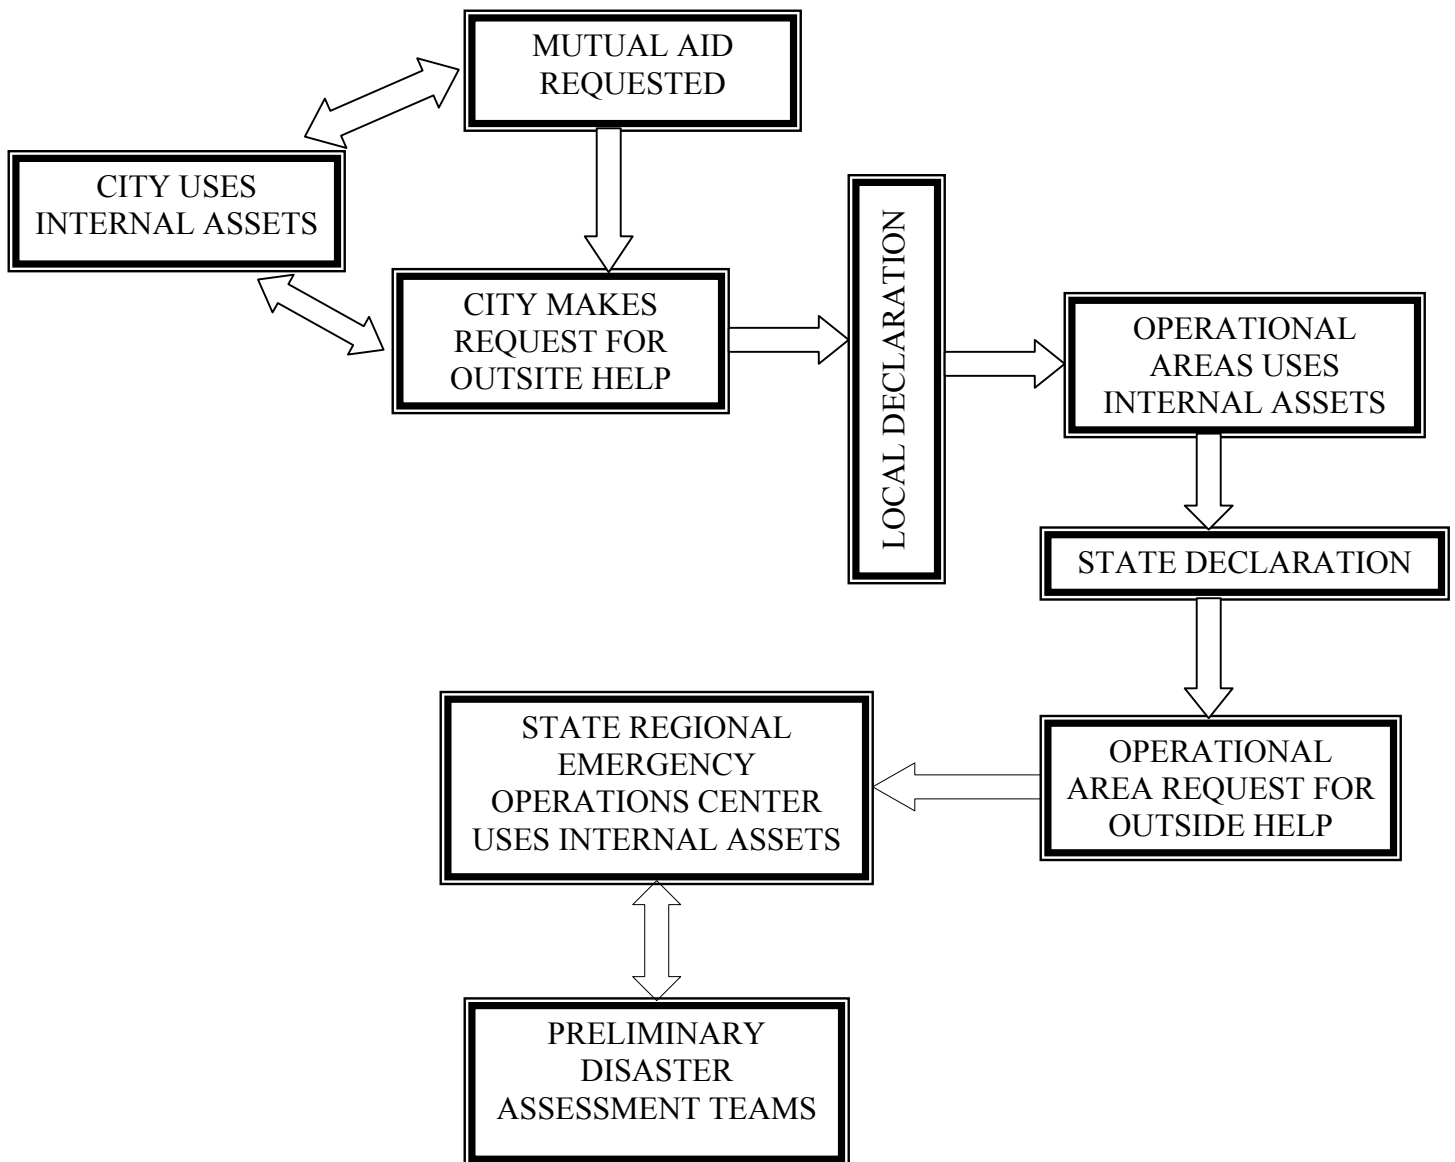 MUTUAL AID
REQUESTED
CITY USES
INTERNAL ASSETS
CITY MAKES
REQUEST FOR
OUTSITE HELP
LOCAL DECLARATION
OPERATIONAL
AREAS USES
INTERNAL ASSETS
STATE DECLARATION
OPERATIONAL
AREA REQUEST FOR
OUTSIDE HELP
STATE REGIONAL
EMERGENCY
OPERATIONS CENTER
USES INTERNAL ASSETS
PRELIMINARY
DISASTER
ASSESSMENT TEAMS